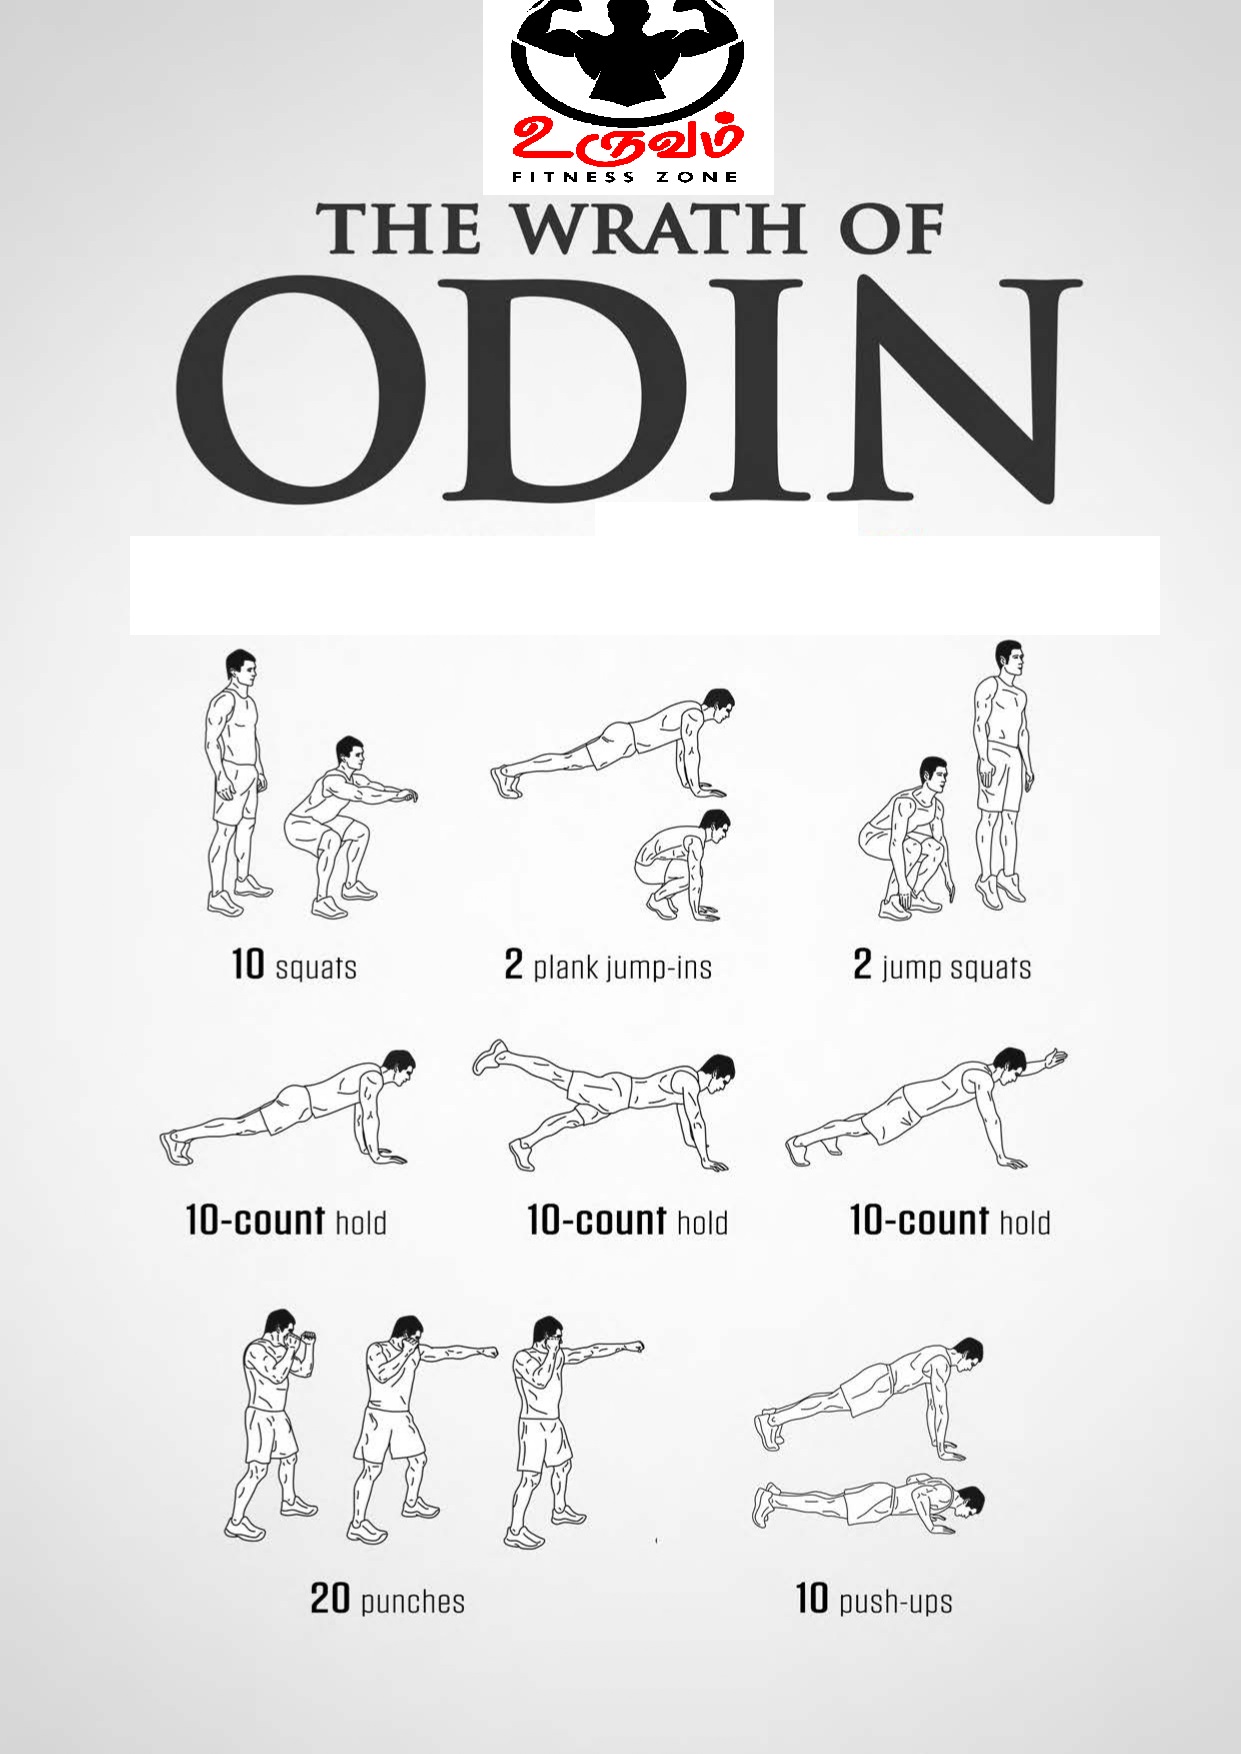 உருவம்
FITNESS ZONE
THE WRATH OF
ODIN
10 squats
2 plank jump-ins
2 jump squats
10-count hold
10-count hold
10-count hold
20 punches
10 push-ups